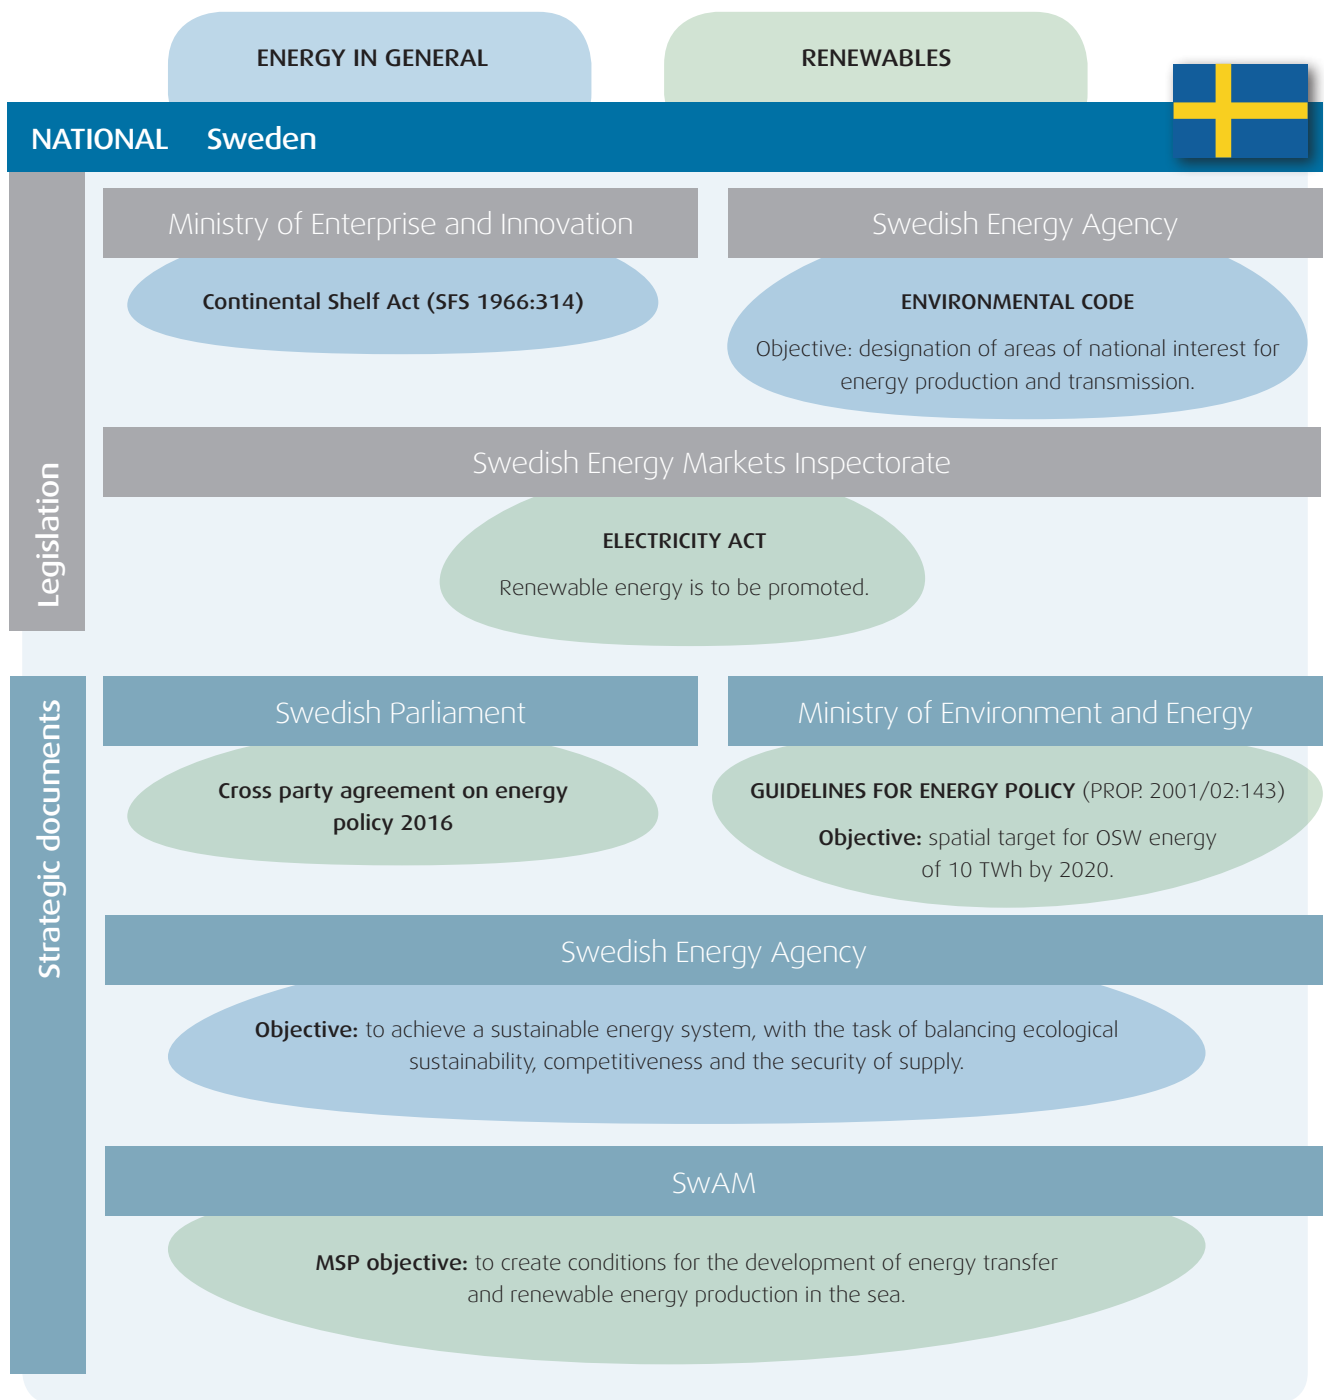 ENERGY IN GENERAL
RENEWABLES
NATIONAL Sweden
Legislation
Ministry of Enterprise and Innovation
Continental Shelf Act (SFS 1966:314)
Swedish Energy Agency
ENVIRONMENTAL CODE
Objective: designation of areas of national interest for
energy production and transmission.
Swedish Energy Markets Inspectorate
ELECTRICITY ACT
Renewable energy is to be promoted.
Strategic documents
Swedish Parliament
Cross party agreement on energy
policy 2016
Ministry of Environment and Energy
GUIDELINES FOR ENERGY POLICY (PROP. 2001/02:143)
Objective: spatial target for OSW energy
of 10 TWh by 2020.
Swedish Energy Agency
Objective: to achieve a sustainable energy system, with the task of balancing ecological
sustainability, competitiveness and the security of supply.
SwAM
MSP objective: to create conditions for the development of energy transfer
and renewable energy production in the sea.